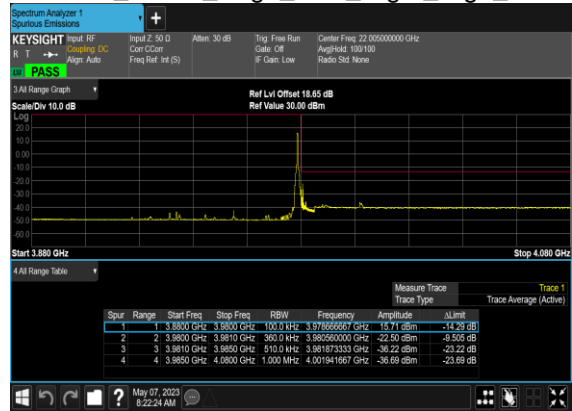 Spectrum Analyzer 1
Spurious Emissions
+
KEYSIGHT
R T
LXI PASS
Input: RF
Coupling: DC
Align: Auto
Input Z: 50 Ω
Corr CCorr
Freq Ref: Int (S)
Atten: 30 dB
Trig: Free Run
Gate: Off
IF Gain: Low
Center Freq: 22.005000000 GHz
Avg|Hold: 100/100
Radio Std: None
3 All Range Graph
Ref Lvl Offset 18.65 dB
Scale/Div 10.0 dB
Ref Value 30.00 dBm
Log
20.0
10.0
0.00
-10.0
-20.0
-30.0
-40.0
-50.0
-60.0
Start 3.880 GHz
Stop 4.080 GHz
4 All Range Table
Measure Trace Trace 1
Trace Type Trace Average (Active)
Spur Range Start Freq Stop Freq RBW Frequency Amplitude ΔLimit
1 1 3.8800 GHz 3.9800 GHz 100.0 kHz 3.978666667 GHz 15.71 dBm -14.29 dB
2 2 3.9800 GHz 3.9810 GHz 360.0 kHz 3.980560000 GHz -22.50 dBm -9.505 dB
3 3 3.9810 GHz 3.9850 GHz 510.0 kHz 3.981873333 GHz -36.22 dBm -23.22 dB
4 4 3.9850 GHz 4.0800 GHz 1.000 MHz 4.001941667 GHz -36.69 dBm -23.69 dB
?
May 07, 2023
8:22:24 AM